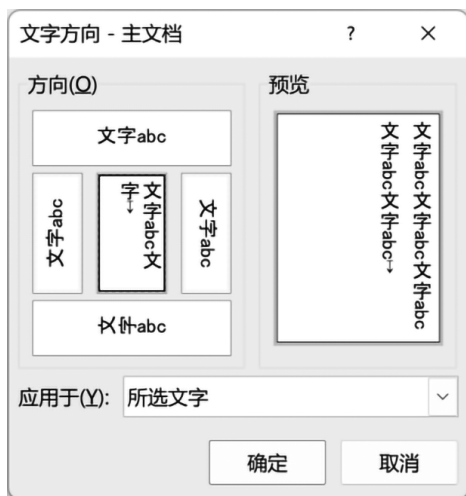 文字方向 - 主文档 ? ×
方向(O)
预览
文字abc
文字abc
文字abc文
字
文字abc
文字abc
文字abc文字abc文字abc
文字abc文字abc
应用于(Y): 所选文字
确定 取消